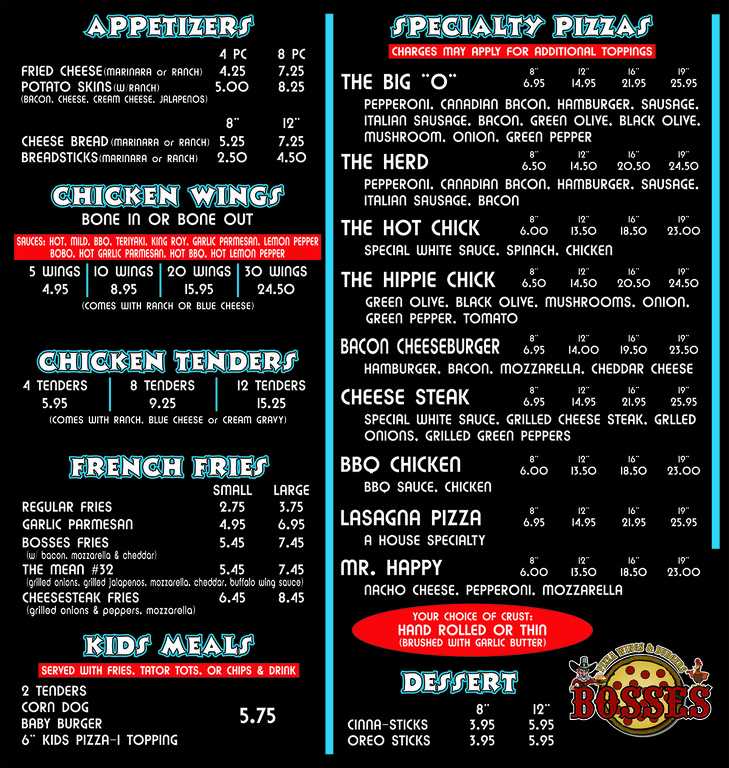 APPETIZERS
4 PC 8 PC
FRIED CHEESE (MARINARA or RANCH) 4.25 7.25
POTATO SKINS (W/RANCH) 5.00 8.25
(BACON, CHEESE, CREAM CHEESE, JALAPENOS)
8" 12"
CHEESE BREAD (MARINARA or RANCH) 5.25 7.25
BREADSTICKS (MARINARA or RANCH) 2.50 4.50
CHICKEN WINGS
BONE IN OR BONE OUT
SAUCES: HOT, MILD, BBQ, TERIYAKI, KING ROY, GARLIC PARMESAN, LEMON PEPPER
BOBO, HOT GARLIC PARMESAN, HOT BBQ, HOT LEMON PEPPER
5 WINGS 10 WINGS 20 WINGS 30 WINGS
4.95 8.95 15.95 24.50
(COMES WITH RANCH OR BLUE CHEESE)
CHICKEN TENDERS
4 TENDERS 8 TENDERS 12 TENDERS
5.95 9.25 15.25
(COMES WITH RANCH, BLUE CHEESE or CREAM GRAVY)
FRENCH FRIES
SMALL LARGE
REGULAR FRIES 2.75 3.75
GARLIC PARMESAN 4.95 6.95
BOSSES FRIES 5.45 7.45
(w/ bacon, mozzarella & cheddar)
THE MEAN #32 5.45 7.45
(grilled onions, grilled jalapenos, mozzarella, cheddar, buffalo wing sauce)
CHEESESTEAK FRIES 6.45 8.45
(grilled onions & peppers, mozzarella)
KIDS MEALS
SERVED WITH FRIES, TATOR TOTS, OR CHIPS & DRINK
2 TENDERS
CORN DOG
BABY BURGER 5.75
6" KIDS PIZZA-1 TOPPING
SPECIALTY PIZZAS
CHARGES MAY APPLY FOR ADDITIONAL TOPPINGS
8" 12" 16" 19"
THE BIG "O" 6.95 14.95 21.95 25.95
PEPPERONI, CANADIAN BACON, HAMBURGER, SAUSAGE,
ITALIAN SAUSAGE, BACON, GREEN OLIVE, BLACK OLIVE,
MUSHROOM, ONION, GREEN PEPPER
8" 12" 16" 19"
THE HERD 6.50 14.50 20.50 24.50
PEPPERONI, CANADIAN BACON, HAMBURGER, SAUSAGE,
ITALIAN SAUSAGE, BACON
8" 12" 16" 19"
THE HOT CHICK 6.00 13.50 18.50 23.00
SPECIAL WHITE SAUCE, SPINACH, CHICKEN
8" 12" 16" 19"
THE HIPPIE CHICK 6.50 14.50 20.50 24.50
GREEN OLIVE, BLACK OLIVE, MUSHROOMS, ONION,
GREEN PEPPER, TOMATO
8" 12" 16" 19"
BACON CHEESEBURGER 6.95 14.00 19.50 23.50
HAMBURGER, BACON, MOZZARELLA, CHEDDAR CHEESE
8" 12" 16" 19"
CHEESE STEAK 6.95 14.95 21.95 25.95
SPECIAL WHITE SAUCE, GRILLED CHEESE STEAK, GRLLED
ONIONS, GRILLED GREEN PEPPERS
8" 12" 16" 19"
BBQ CHICKEN 6.00 13.50 18.50 23.00
BBQ SAUCE, CHICKEN
8" 12" 16" 19"
LASAGNA PIZZA 6.95 14.95 21.95 25.95
A HOUSE SPECIALTY
8" 12" 16" 19"
MR. HAPPY 6.00 13.50 18.50 23.00
NACHO CHEESE, PEPPERONI, MOZZARELLA
YOUR CHOICE OF CRUST:
HAND ROLLED OR THIN
(BRUSHED WITH GARLIC BUTTER)
DESSERT
8" 12"
CINNA-STICKS 3.95 5.95
OREO STICKS 3.95 5.95
PIZZA WINGS & BURGERS
BOSSES